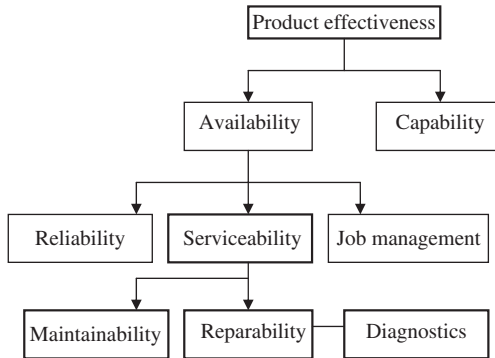 Product effectiveness
Availability
Capability
Reliability
Serviceability
Job management
Maintainability
Reparability
Diagnostics